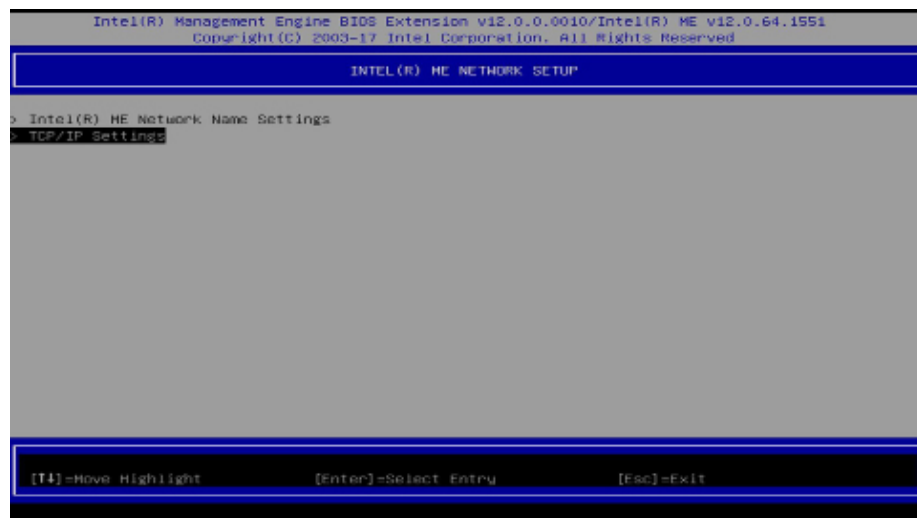 Intel(R) Management Engine BIOS Extension v12.0.0.0010/Intel(R) ME v12.0.64.1551
Copyright(C) 2003-17 Intel Corporation. All Rights Reserved
INTEL(R) ME NETWORK SETUP
> Intel(R) ME Network Name Settings
> TCP/IP Settings
[↑↓]=Move Highlight [Enter]=Select Entry [Esc]=Exit